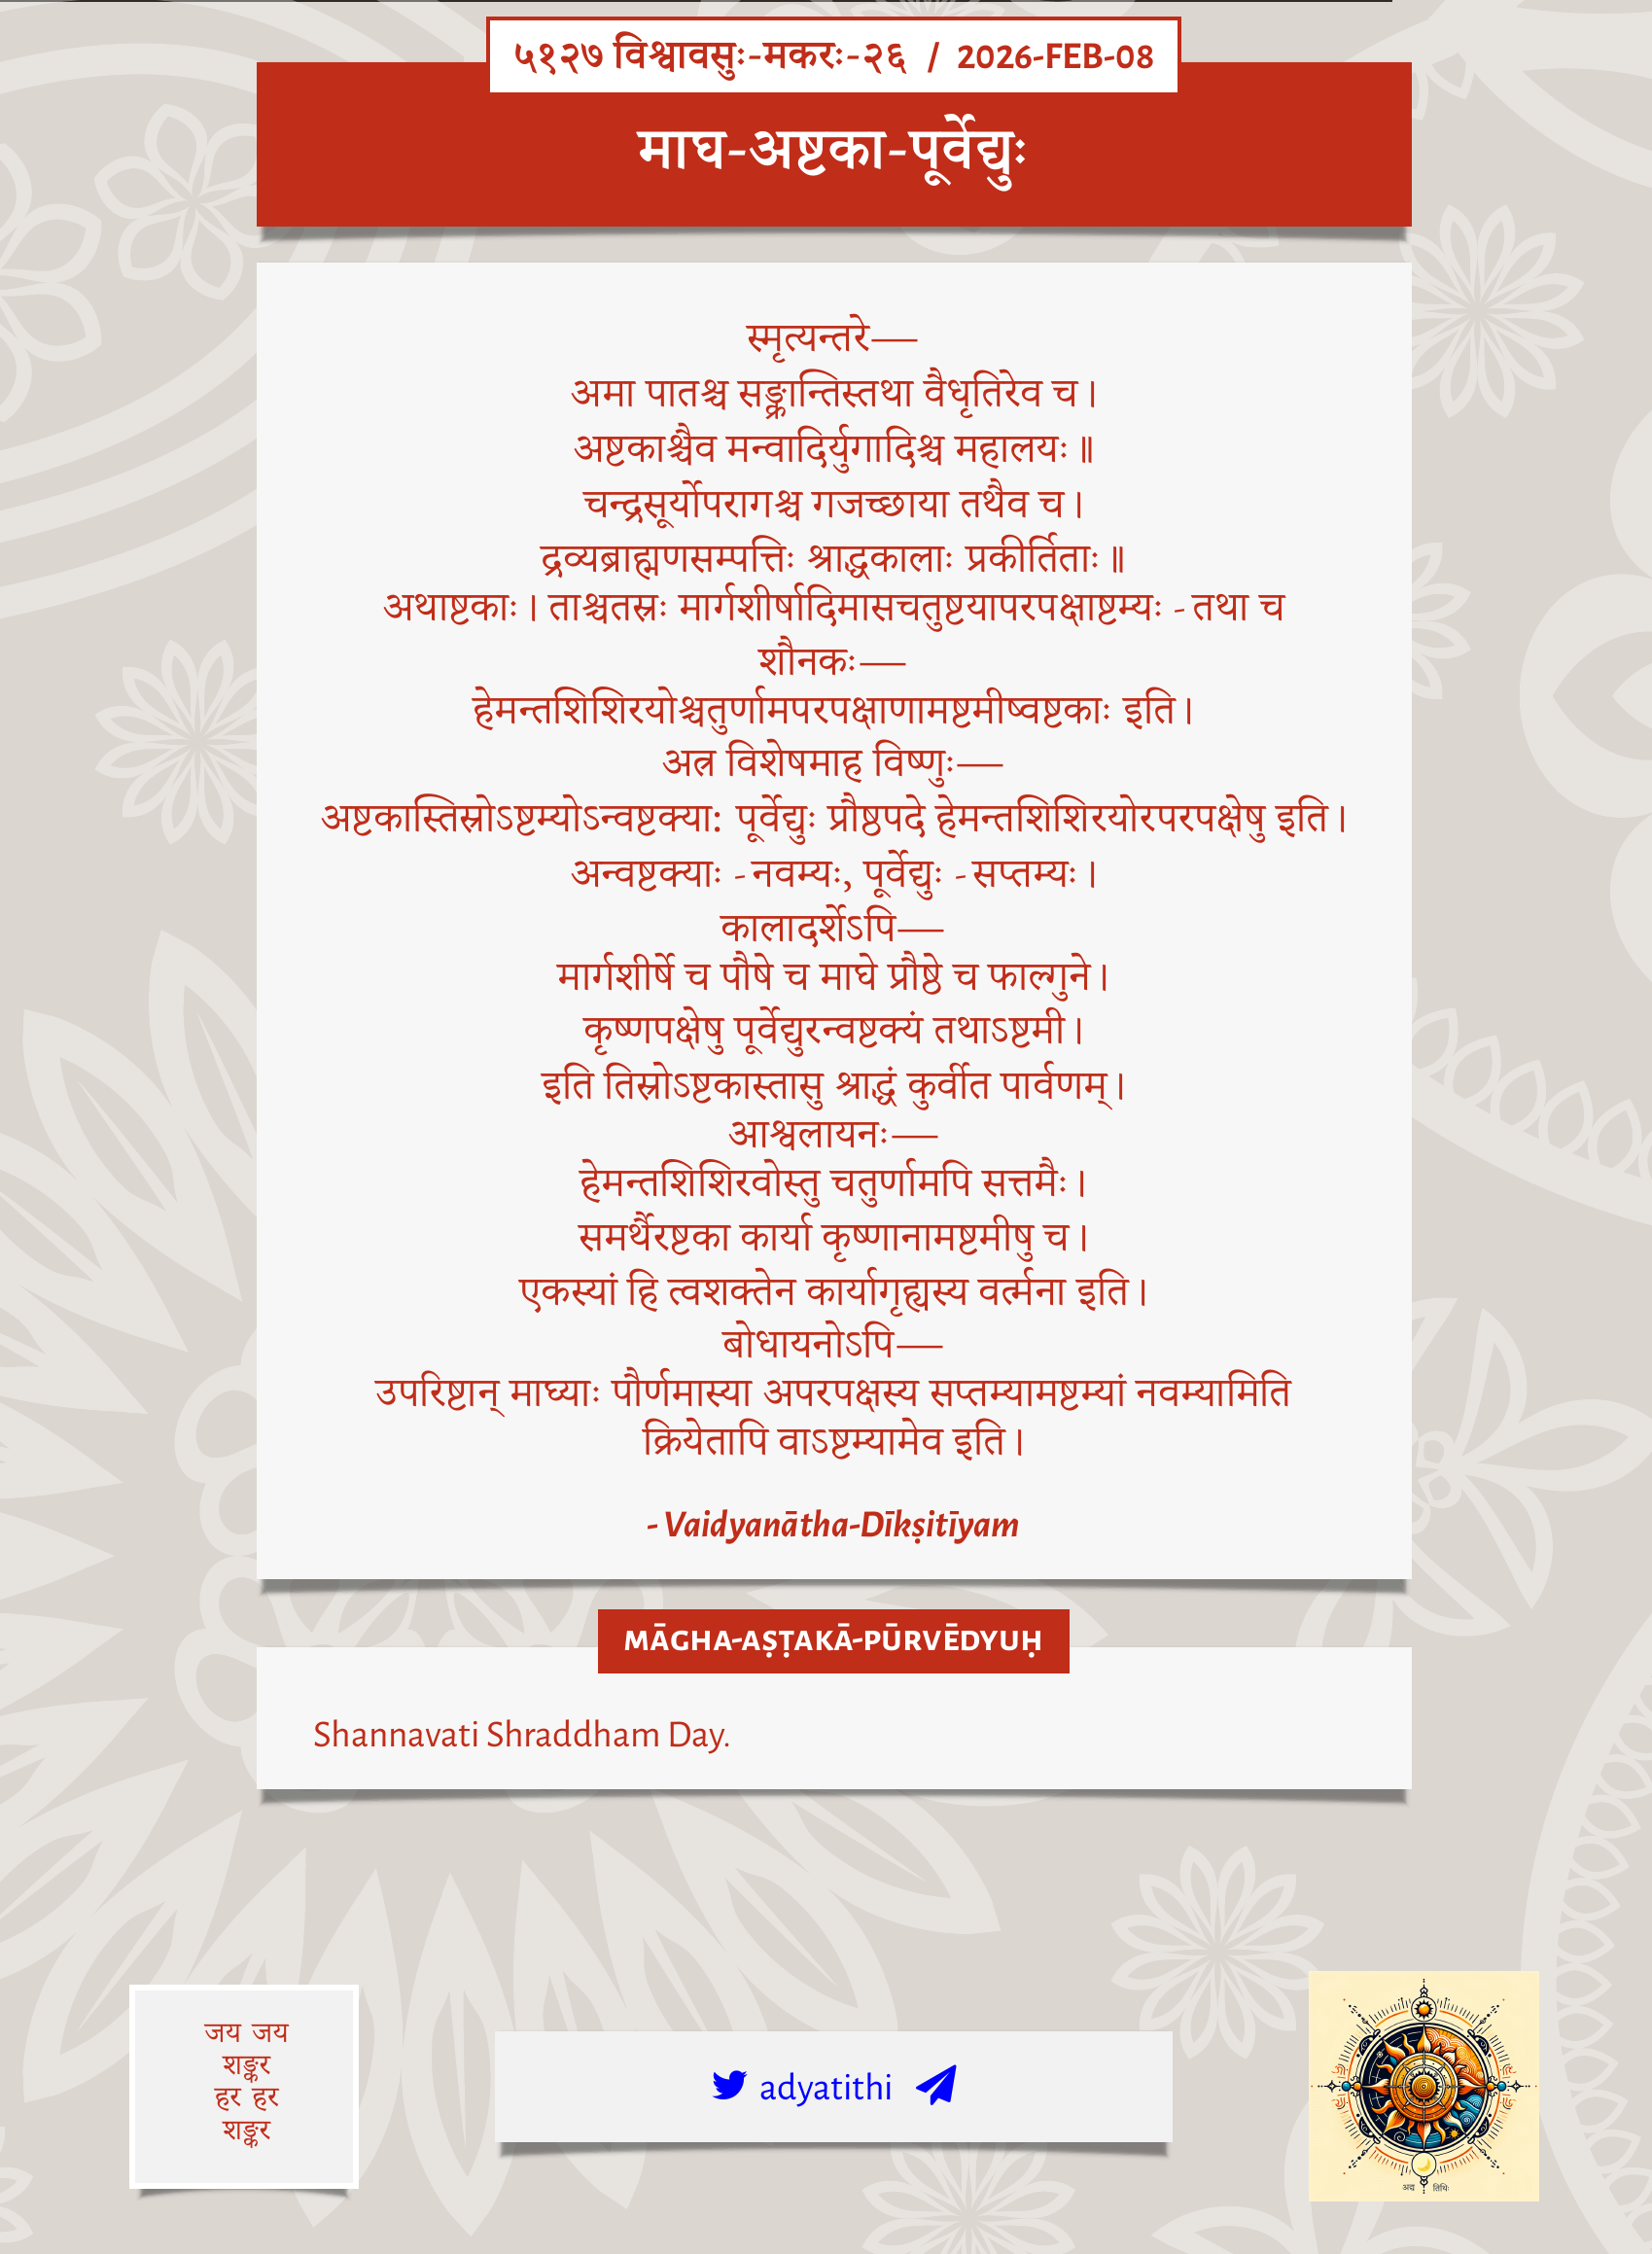 ५१२७ विश्वावसुः-मकरः-२६ / 2026-FEB-08
माघ-अष्टका-पूर्वेद्युः
स्मृत्यन्तरे—
अमा पातश्च सङ्क्रान्तिस्तथा वैधृतिरेव च।
अष्टकाश्चैव मन्वादिर्युगादिश्च महालयः॥
चन्द्रसूर्योपरागश्च गजच्छाया तथैव च।
द्रव्यब्राह्मणसम्पत्तिः श्राद्धकालाः प्रकीर्तिताः॥
अथाष्टकाः। ताश्चतस्रः मार्गशीर्षादिमासचतुष्टयापरपक्षाष्टम्यः - तथा च
शौनकः—
हेमन्तशिशिरयोश्चतुर्णामपरपक्षाणामष्टमीष्वष्टकाः इति।
अत्र विशेषमाह विष्णुः—
अष्टकास्तिस्रोऽष्टम्योऽन्वष्टक्या: पूर्वेद्युः प्रौष्ठपदे हेमन्तशिशिरयोरपरपक्षेषु इति।
अन्वष्टक्याः - नवम्यः, पूर्वेद्युः - सप्तम्यः।
कालादर्शेऽपि—
मार्गशीर्षे च पौषे च माघे प्रौष्ठे च फाल्गुने।
कृष्णपक्षेषु पूर्वेद्युरन्वष्टक्यं तथाऽष्टमी।
इति तिस्रोऽष्टकास्तासु श्राद्धं कुर्वीत पार्वणम्।
आश्वलायनः—
हेमन्तशिशिरवोस्तु चतुर्णामपि सत्तमैः।
समर्थैरष्टका कार्या कृष्णानामष्टमीषु च।
एकस्यां हि त्वशक्तेन कार्यागृह्यस्य वर्त्मना इति।
बोधायनोऽपि—
उपरिष्टान् माघ्याः पौर्णमास्या अपरपक्षस्य सप्तम्यामष्टम्यां नवम्यामिति
क्रियेतापि वाऽष्टम्यामेव इति।
- Vaidyanātha-Dīkṣitīyam
MĀGHA-AṢṬAKĀ-PŪRVĒDYUḤ
Shannavati Shraddham Day.
जय जय
शङ्कर
हर हर
शङ्कर
adyatithi
अद्य तिथिः